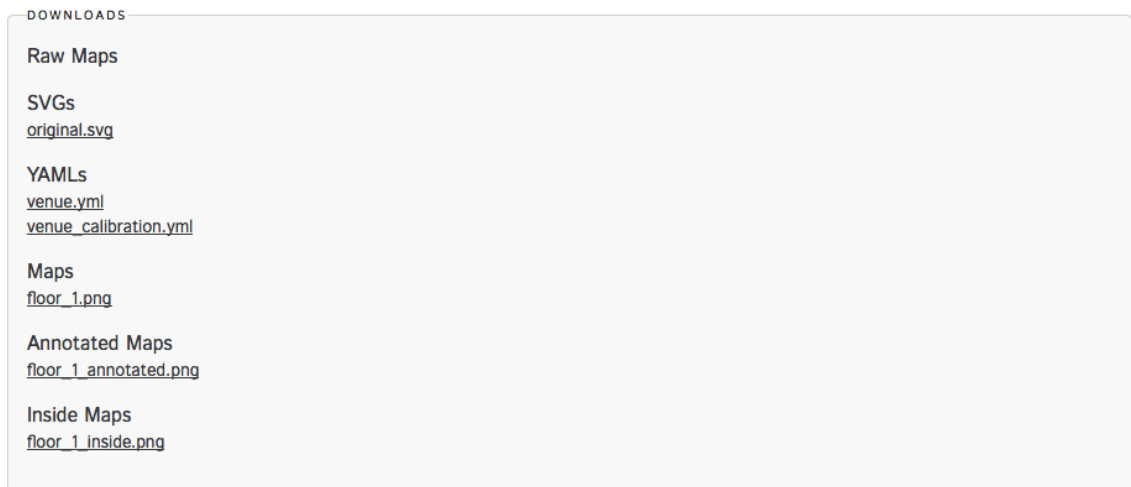 DOWNLOADS
Raw Maps
SVGs
original.svg
YAMLs
venue.yml
venue_calibration.yml
Maps
floor_1.png
Annotated Maps
floor_1_annotated.png
Inside Maps
floor_1_inside.png